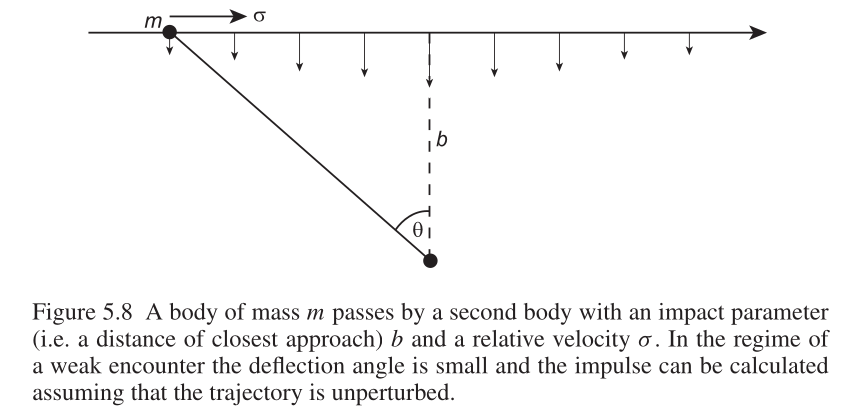 m
σ
b
θ
Figure 5.8 A body of mass m passes by a second body with an impact parameter
(i.e. a distance of closest approach) b and a relative velocity σ. In the regime of
a weak encounter the deflection angle is small and the impulse can be calculated
assuming that the trajectory is unperturbed.